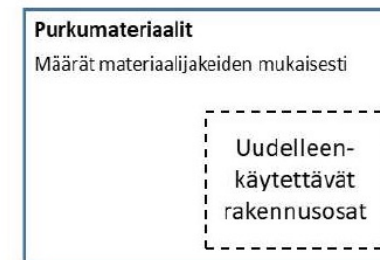 Purkumateriaalit
Määrät materiaalijakeiden mukaisesti
Uudelleen-
käytettävät
rakennusosat